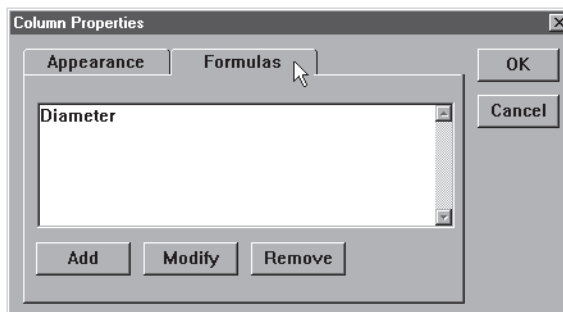 Column Properties
Appearance
Formulas
OK
Diameter
Cancel
Add
Modify
Remove